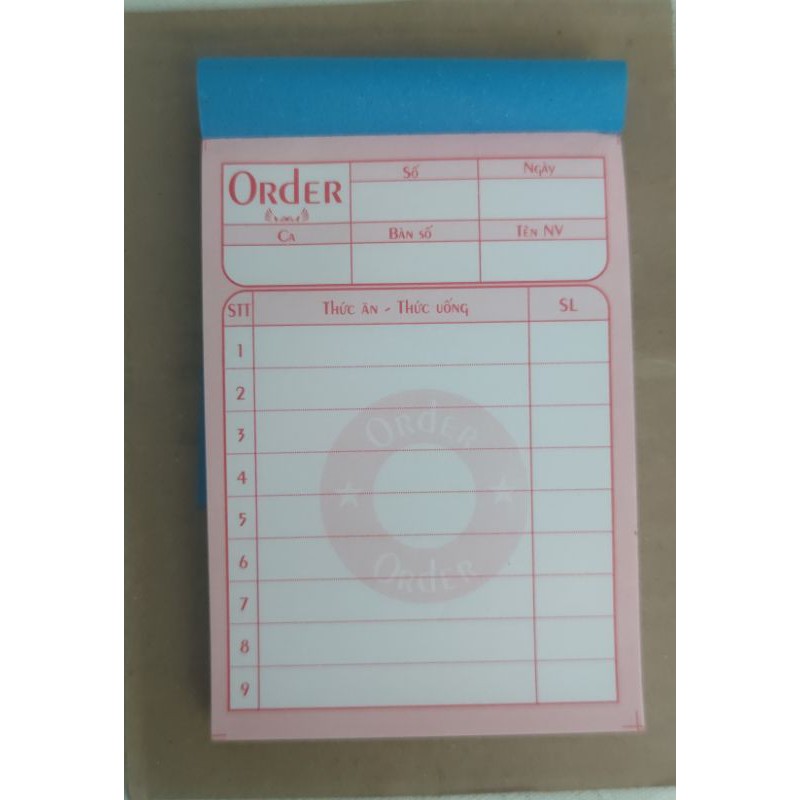 Order
Số
Ngày
Ca
Bàn số
Tên NV
STT
Thức ăn - Thức uống
SL
1
2
3
4
5
6
7
8
9
Order
Order